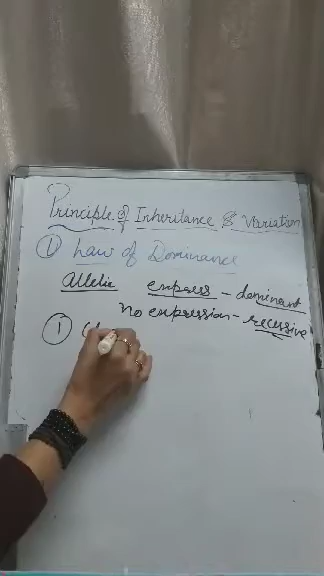 Principle of Inheritance & Variation
① Law of Dominance
allelic express - dominant
No expression - recessive
①